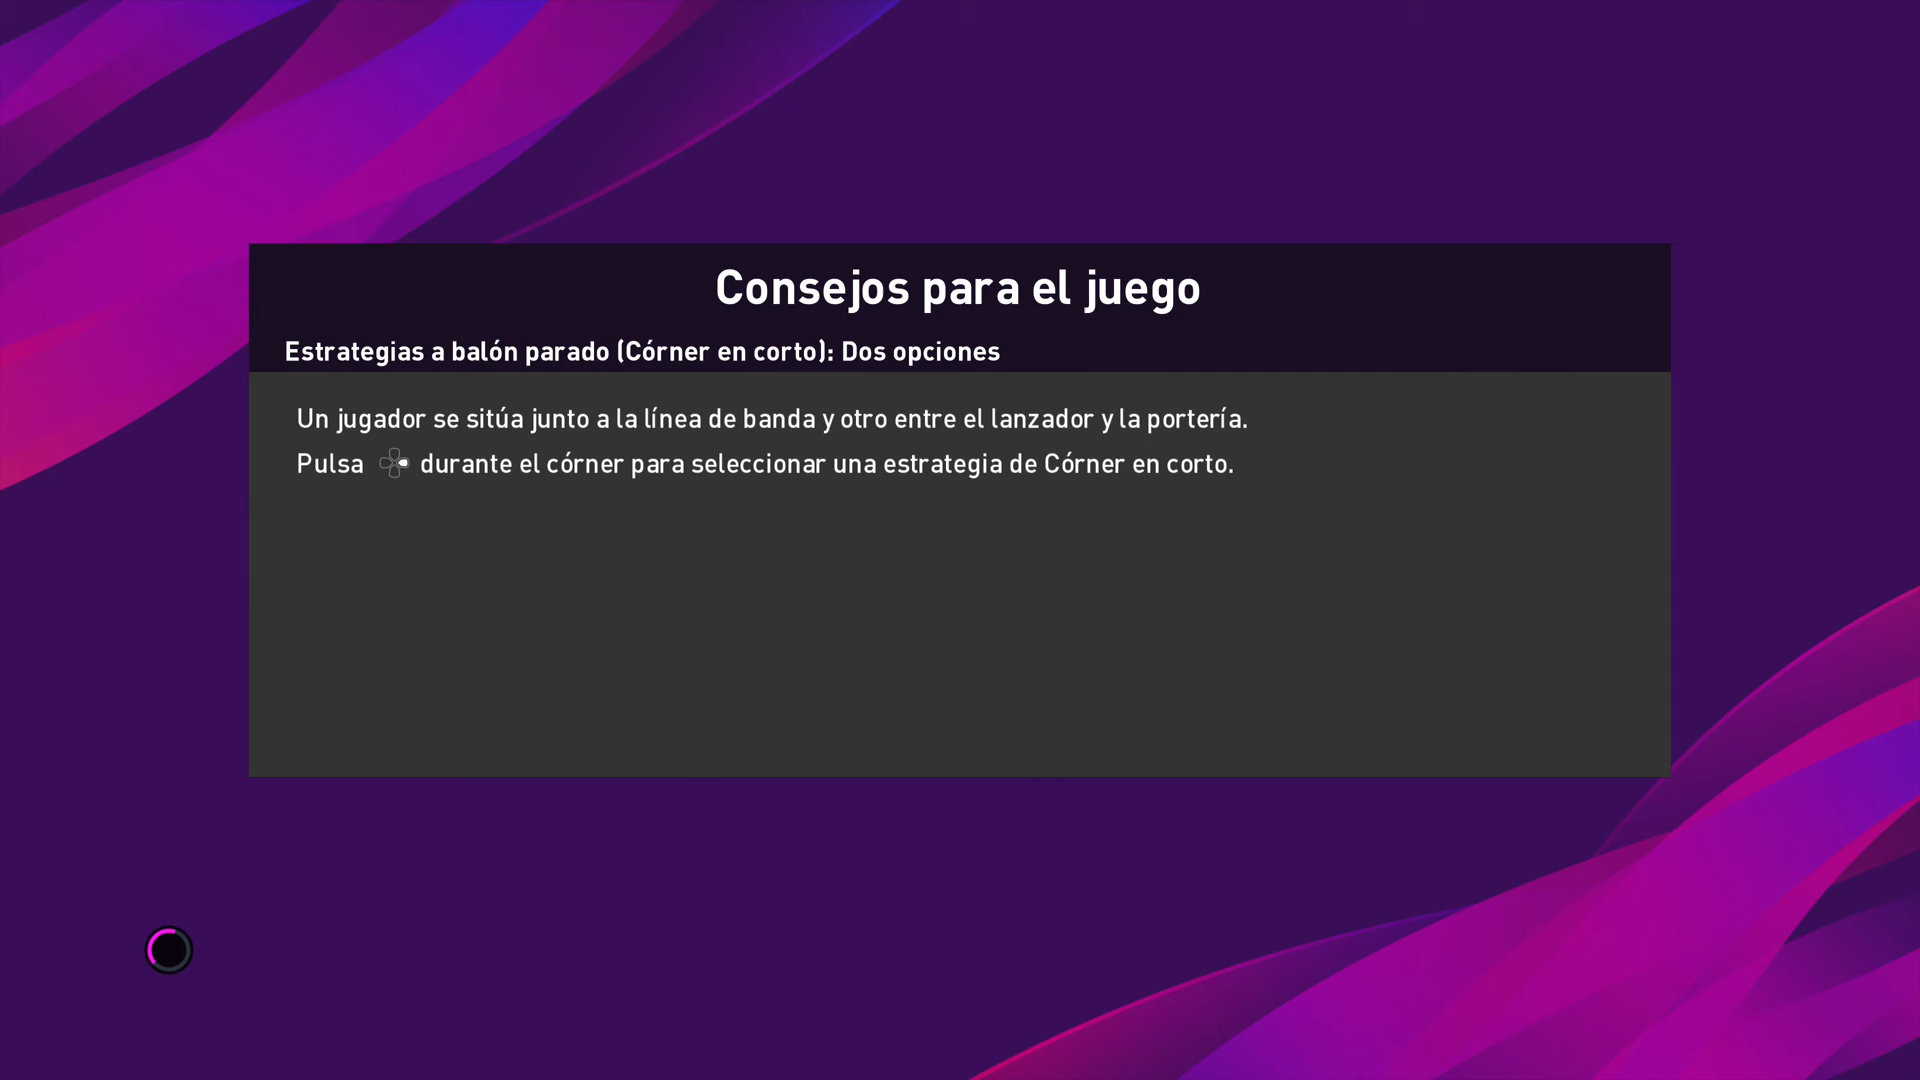 Consejos para el juego
Estrategias a balón parado (Córner en corto): Dos opciones
Un jugador se sitúa junto a la línea de banda y otro entre el lanzador y la portería.
Pulsa durante el córner para seleccionar una estrategia de Córner en corto.